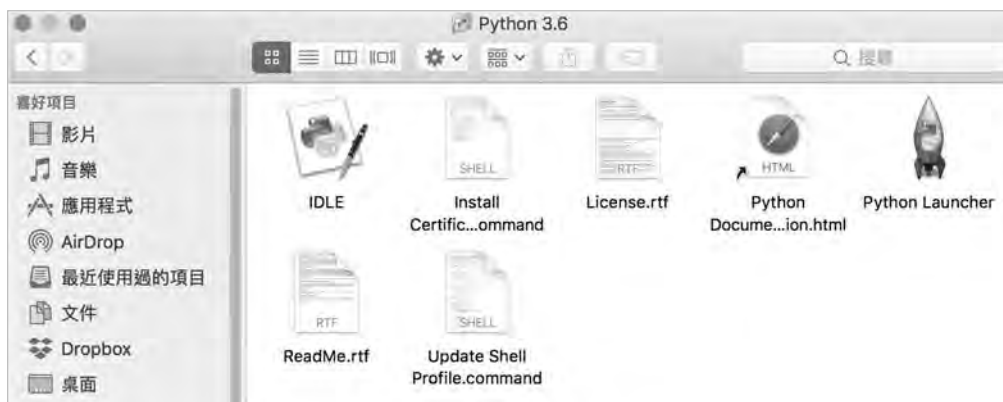 Python 3.6
搜尋
喜好項目
影片
音樂
應用程式
AirDrop
最近使用過的項目
文件
Dropbox
桌面
IDLE
SHELL
Install
Certific...ommand
RTF
License.rtf
HTML
Python
Docume...ion.html
Python Launcher
RTF
ReadMe.rtf
SHELL
Update Shell
Profile.command